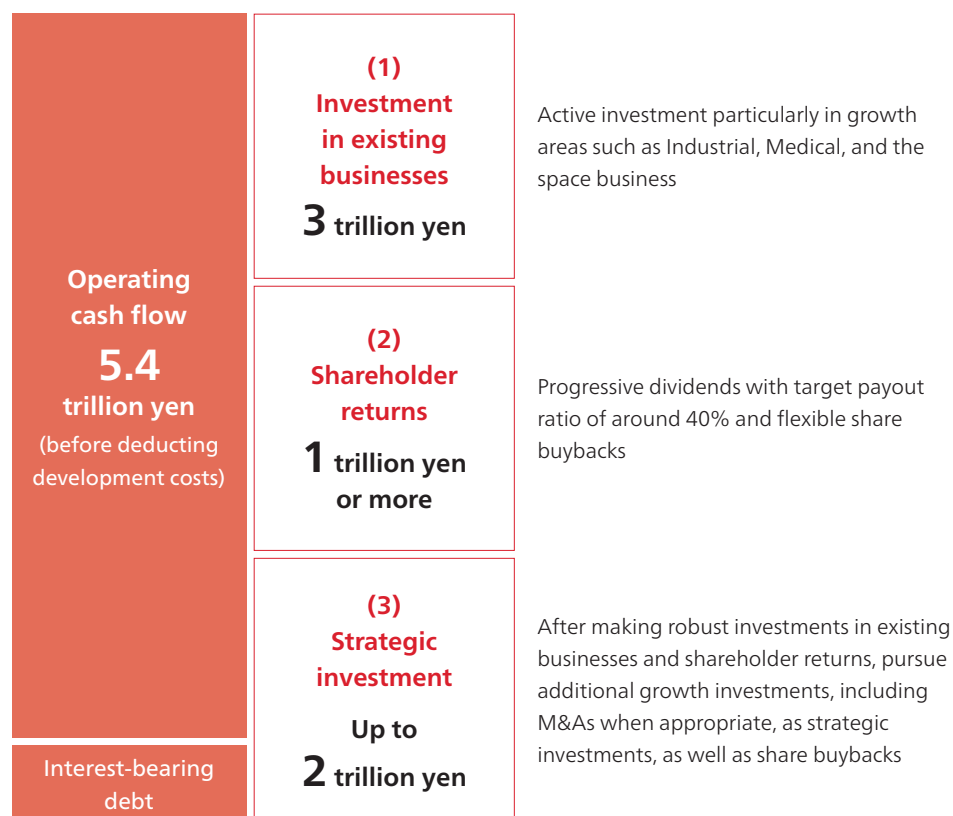 Operating
cash flow
5.4
trillion yen
(before deducting
development costs)
Interest-bearing
debt
(1)
Investment
in existing
businesses
3 trillion yen
Active investment particularly in growth
areas such as Industrial, Medical, and the
space business
(2)
Shareholder
returns
1 trillion yen
or more
Progressive dividends with target payout
ratio of around 40% and flexible share
buybacks
(3)
Strategic
investment
Up to
2 trillion yen
After making robust investments in existing
businesses and shareholder returns, pursue
additional growth investments, including
M&As when appropriate, as strategic
investments, as well as share buybacks